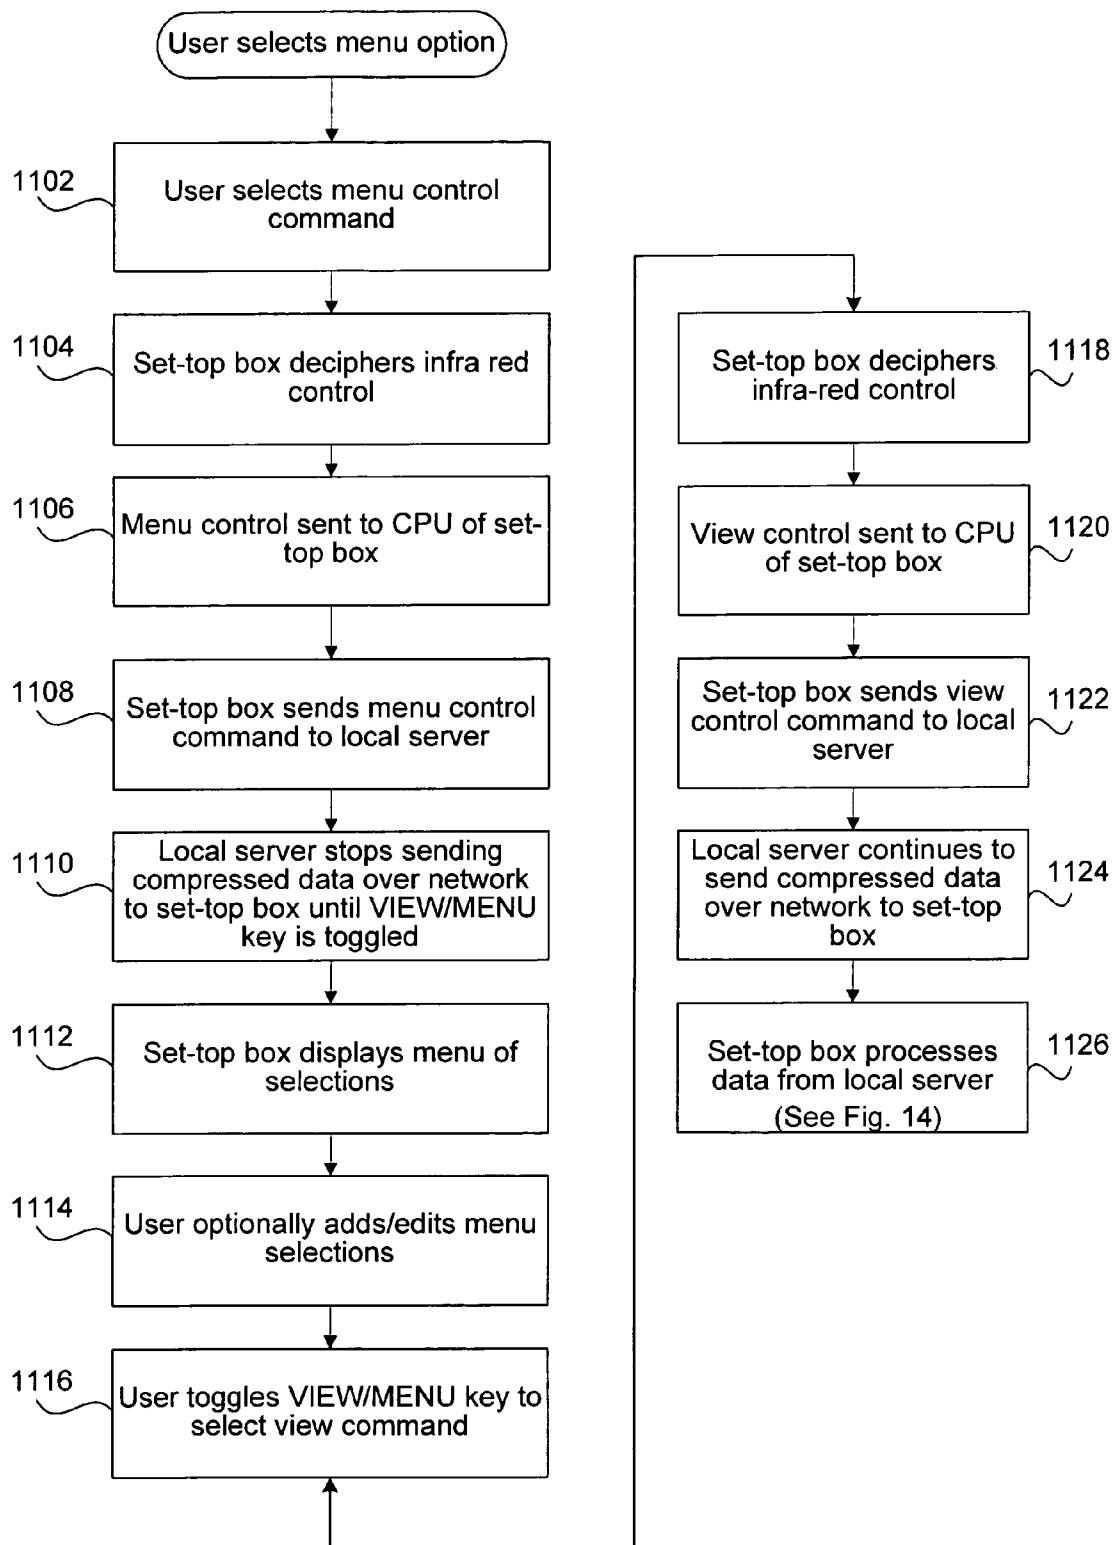 User selects menu option
1102
User selects menu control
command
1104
Set-top box deciphers infra red
control
1106
Menu control sent to CPU of set-
top box
1108
Set-top box sends menu control
command to local server
1110
Local server stops sending
compressed data over network
to set-top box until VIEW/MENU
key is toggled
1112
Set-top box displays menu of
selections
1114
User optionally adds/edits menu
selections
1116
User toggles VIEW/MENU key to
select view command
1118
Set-top box deciphers
infra-red control
1120
View control sent to CPU
of set-top box
1122
Set-top box sends view
control command to local
server
1124
Local server continues to
send compressed data
over network to set-top
box
1126
Set-top box processes
data from local server
(See Fig. 14)